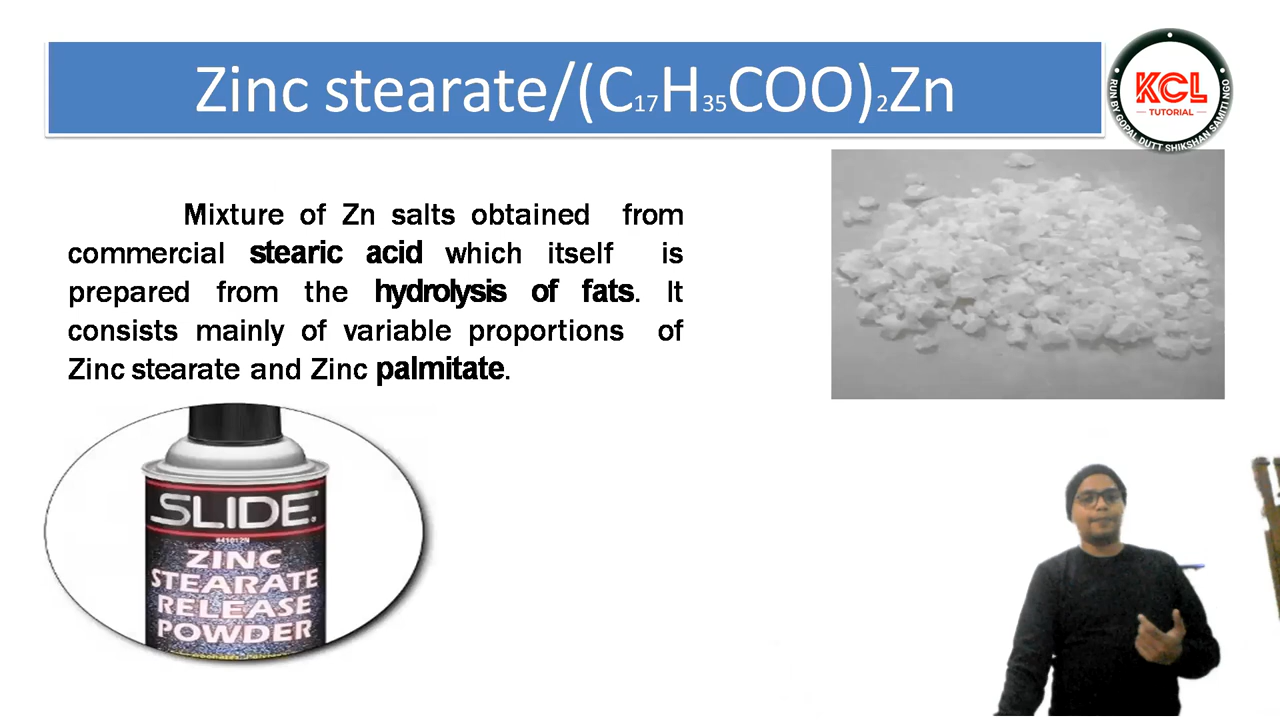 Zinc stearate/(C₁₇H₃₅COO)₂Zn
KCL
TUTORIAL
RUN BY GOPAL DUTT SHIKSHAN SAMITI NGO
Mixture of Zn salts obtained from
commercial stearic acid which itself is
prepared from the hydrolysis of fats. It
consists mainly of variable proportions of
Zinc stearate and Zinc palmitate.
SLIDE®
#41012N
ZINC
STEARATE
RELEASE
POWDER